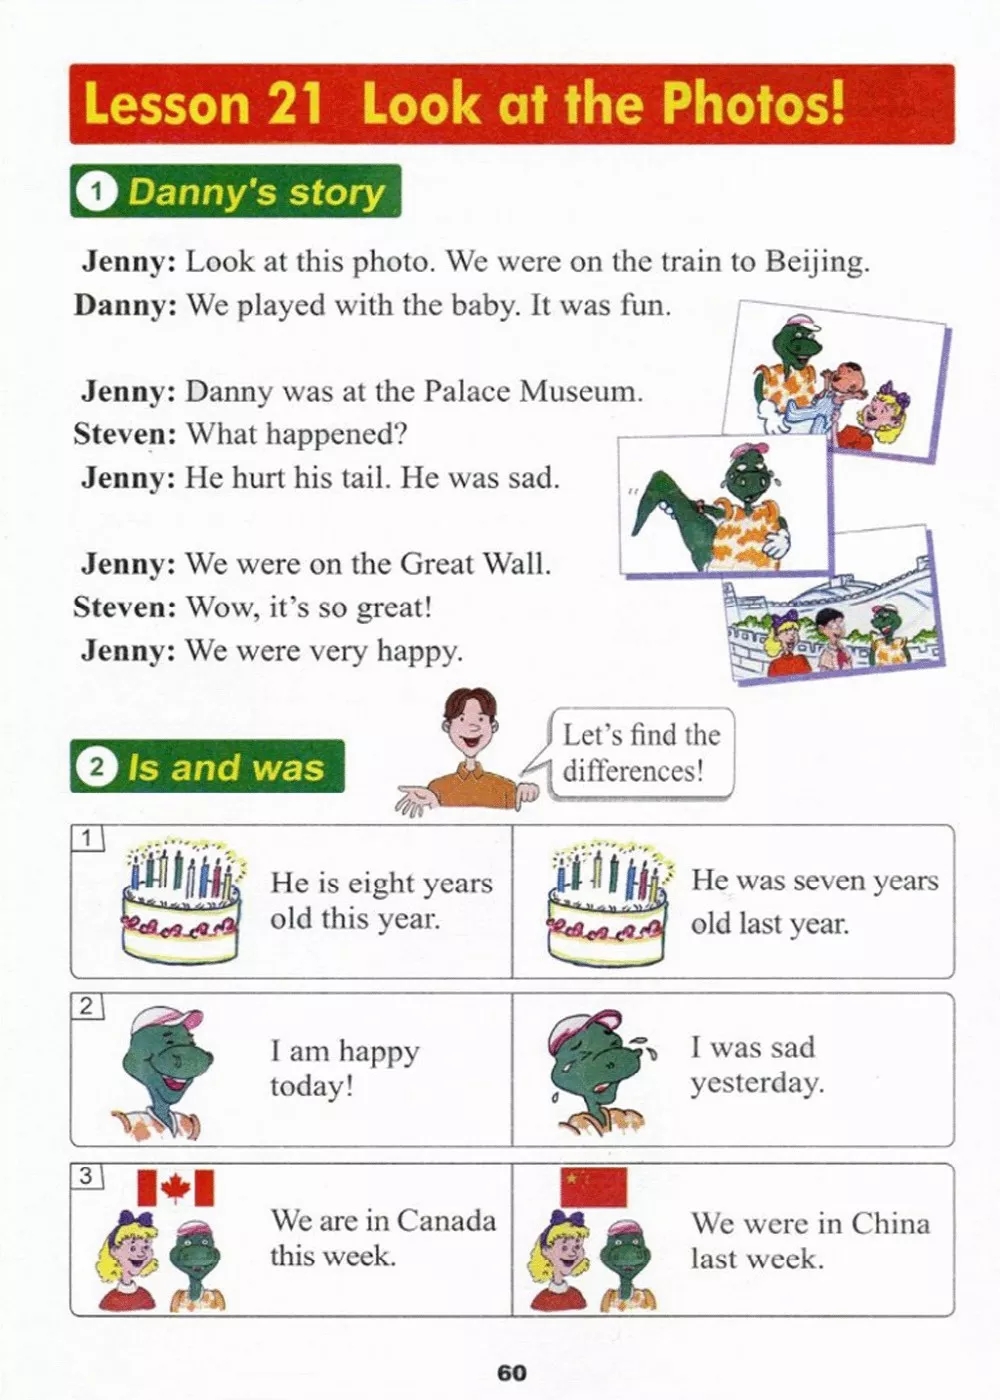 Lesson 21 Look at the Photos!
1 Danny's story
Jenny: Look at this photo. We were on the train to Beijing.
Danny: We played with the baby. It was fun.
Jenny: Danny was at the Palace Museum.
Steven: What happened?
Jenny: He hurt his tail. He was sad.
Jenny: We were on the Great Wall.
Steven: Wow, it's so great!
Jenny: We were very happy.
2 Is and was
Let's find the
differences!
1
He is eight years
old this year.
He was seven years
old last year.
2
I am happy
today!
I was sad
yesterday.
3
We are in Canada
this week.
We were in China
last week.
60